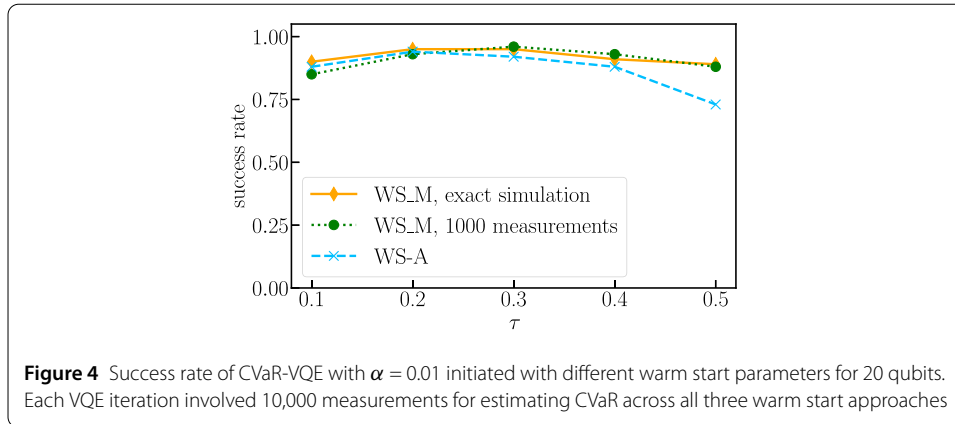 1.00
0.75
0.50
0.25
0.00
success rate
WS_M, exact simulation
WS_M, 1000 measurements
WS-A
0.1 0.2 0.3 0.4 0.5
τ
Figure 4 Success rate of CVaR-VQE with α = 0.01 initiated with different warm start parameters for 20 qubits.
Each VQE iteration involved 10,000 measurements for estimating CVaR across all three warm start approaches